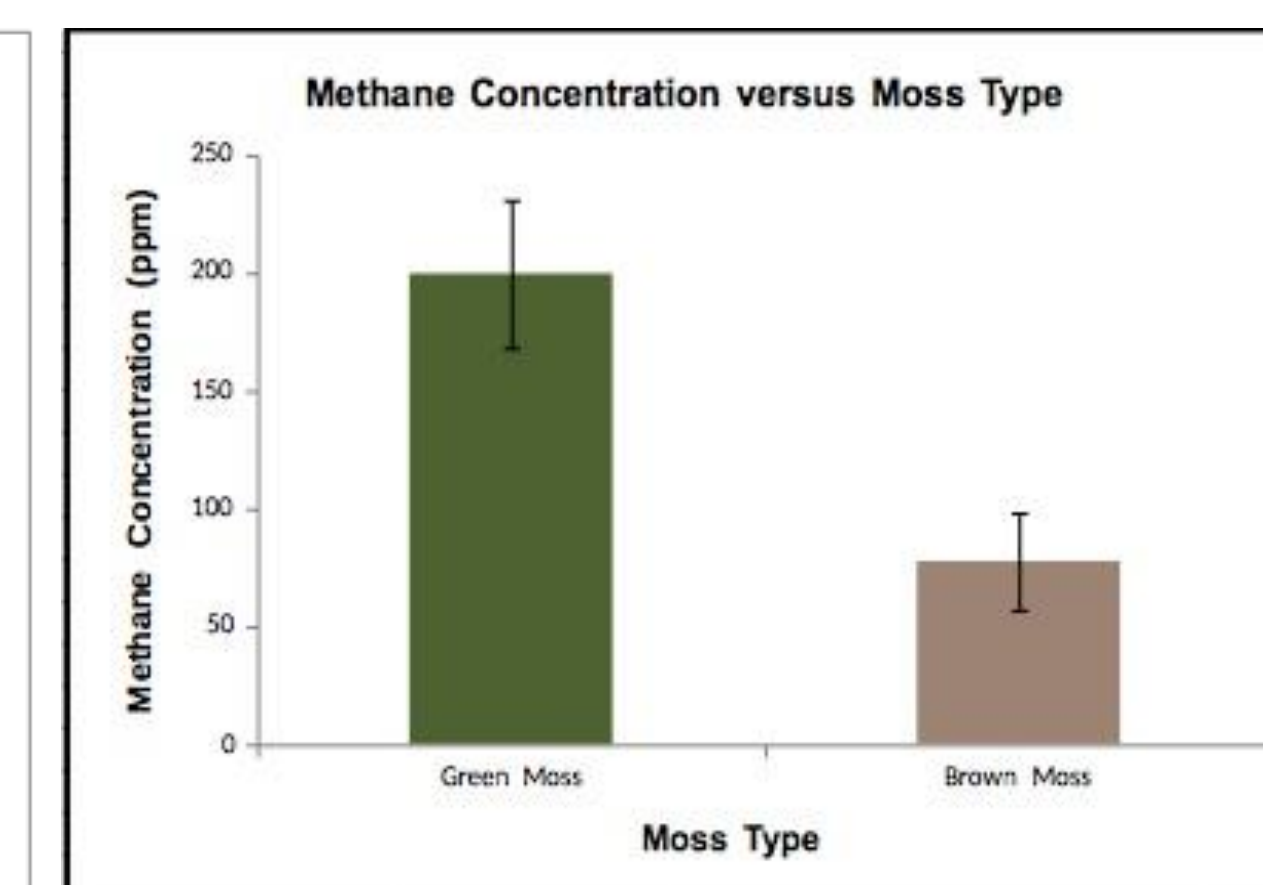 Methane Concentration versus Moss Type
Methane Concentration (ppm)
250
200
150
100
50
0
Green Moss
Brown Moss
Moss Type